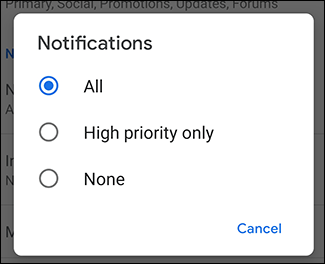 Primary, Social, Promotions, Updates, Forums
Notifications
All
High priority only
None
Cancel